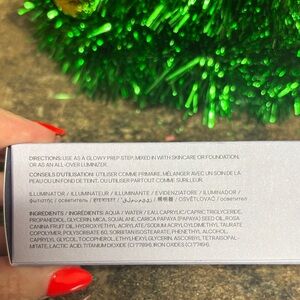 DIRECTIONS: USE AS A GLOWY PREP STEP, MIXED IN WITH SKINCARE OR FOUNDATION,
OR AS AN ALL-OVER LUMINIZER.
CONSEILS D'UTILISATION: UTILISER COMME PRIMAIRE, MÉLANGER AVEC UN SOIN DE LA
PEAU OU UN FOND DE TEINT, OU UTILISER PARTOUT COMME SURLIEUR.
ILLUMINATOR / ILLUMINATEUR / ILLUMINANTE / EVIDENZIATORE / ILUMINADOR /
INGREDIENTS / INGRÉDIENTS: AQUA / WATER / EAU, CAPRYLIC/CAPRIC TRIGLYCERIDE,
PROPANEDIOL, GLYCERIN, MICA, SQUALANE, CARICA PAPAYA (PAPAYA) SEED OIL, ROSA
CANINA FRUIT OIL, HYDROXYETHYL ACRYLATE/SODIUM ACRYLOYLDIMETHYL TAURATE
COPOLYMER, POLYSORBATE 60, SORBITAN ISOSTEARATE, PHENETHYL ALCOHOL,
CAPRYLYL GLYCOL, TOCOPHEROL, ETHYLHEXYLGLYCERIN, ASCORBYL TETRAISOPAL-
MITATE, LACTIC ACID, TITANIUM DIOXIDE (CI 77891), IRON OXIDES (CI 77491).